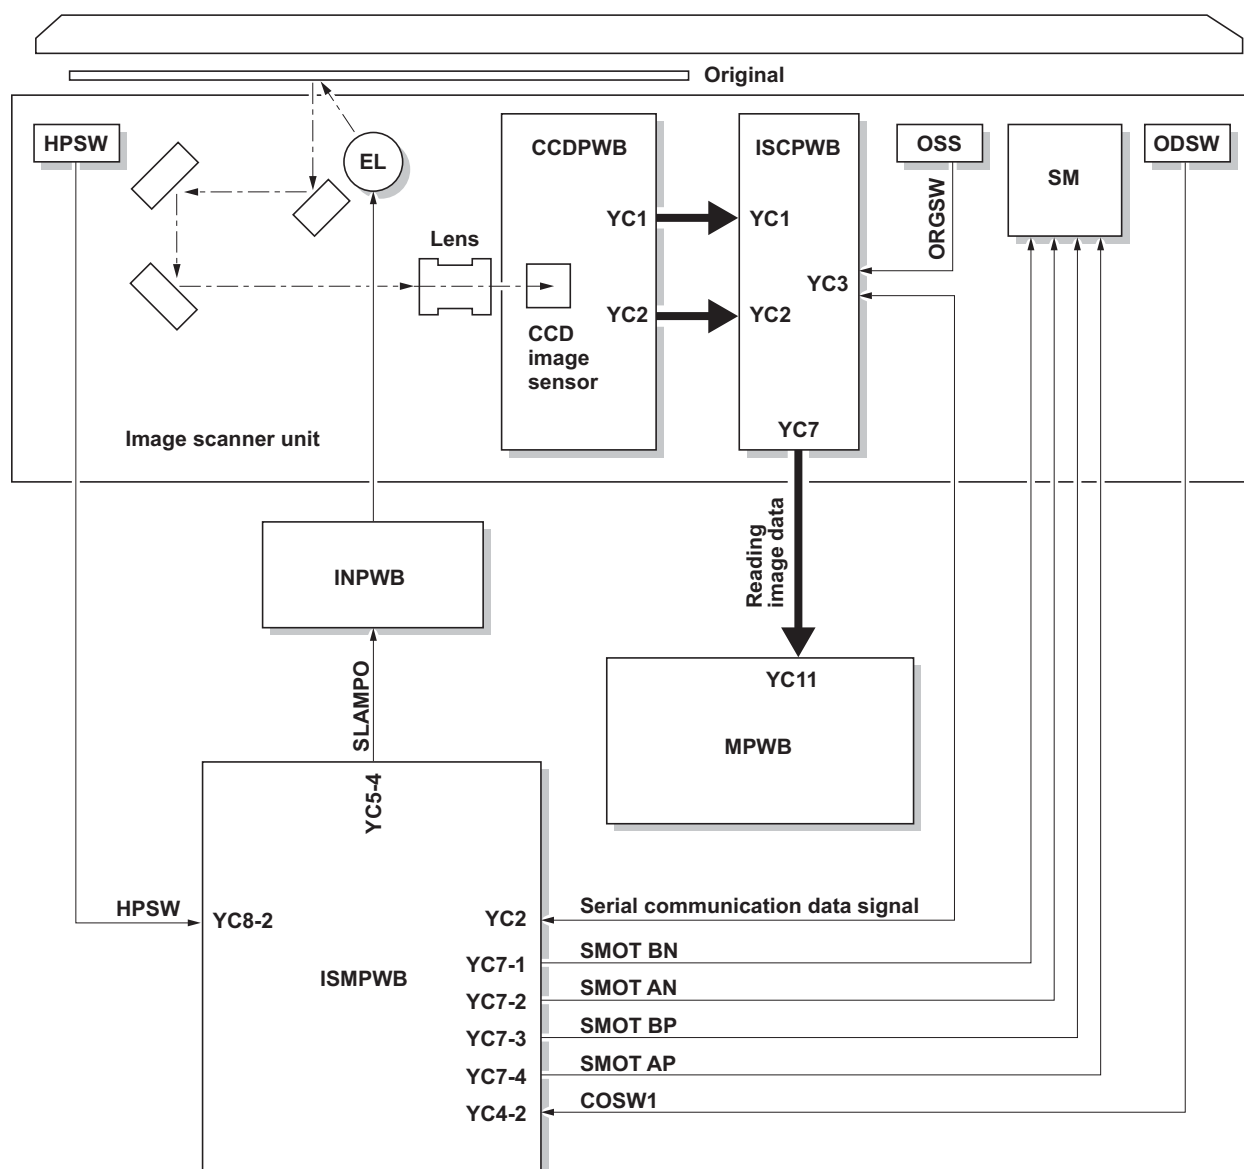 Original
HPSW
EL
CCDPWB
ISCPWB
OSS
SM
ODSW
ORGSW
YC1
YC1
Lens
YC3
YC2
YC2
CCD
image
sensor
YC7
Image scanner unit
Reading
image data
INPWB
YC11
MPWB
SLAMPO
YC5-4
HPSW
YC8-2
ISMPWB
YC2
Serial communication data signal
YC7-1
SMOT BN
YC7-2
SMOT AN
YC7-3
SMOT BP
YC7-4
SMOT AP
YC4-2
COSW1